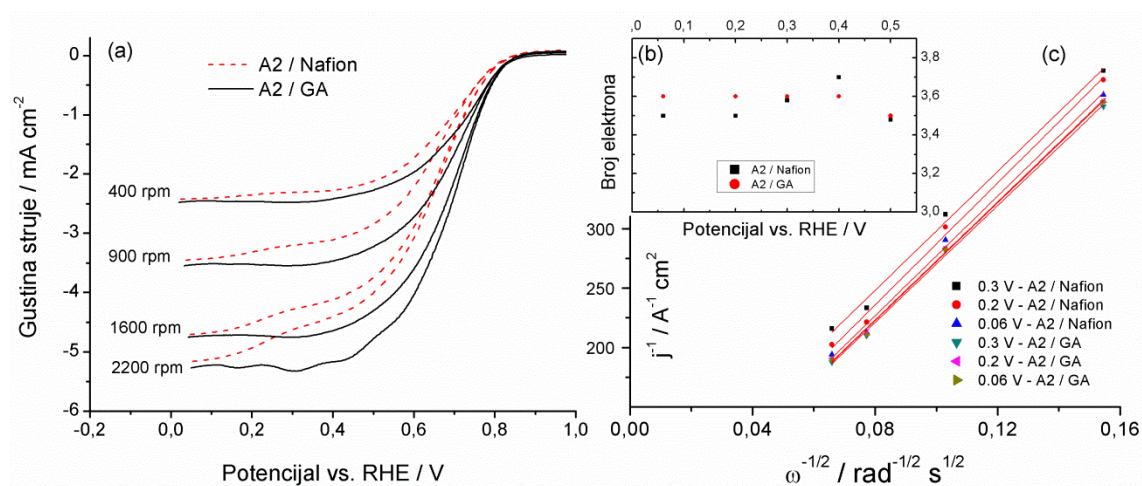 (a)
A2 / Nafion
A2 / GA
400 rpm
900 rpm
1600 rpm
2200 rpm
0
-1
-2
-3
-4
-5
-6
-0,2 0,0 0,2 0,4 0,6 0,8 1,0
Gustina struje / mA cm⁻²
Potencijal vs. RHE / V
,0 0,1 0,2 0,3 0,4 0,5
(b)
3,8
3,6
3,4
3,2
3,0
Broj elektrona
A2 / Nafion
A2 / GA
Potencijal vs. RHE / V
(c)
300
250
200
j⁻¹ / A⁻¹ cm²
0.3 V - A2 / Nafion
0.2 V - A2 / Nafion
0.06 V - A2 / Nafion
0.3 V - A2 / GA
0.2 V - A2 / GA
0.06 V - A2 / GA
0,00 0,04 0,08 0,12 0,16
ω⁻¹/² / rad⁻¹/² s¹/²